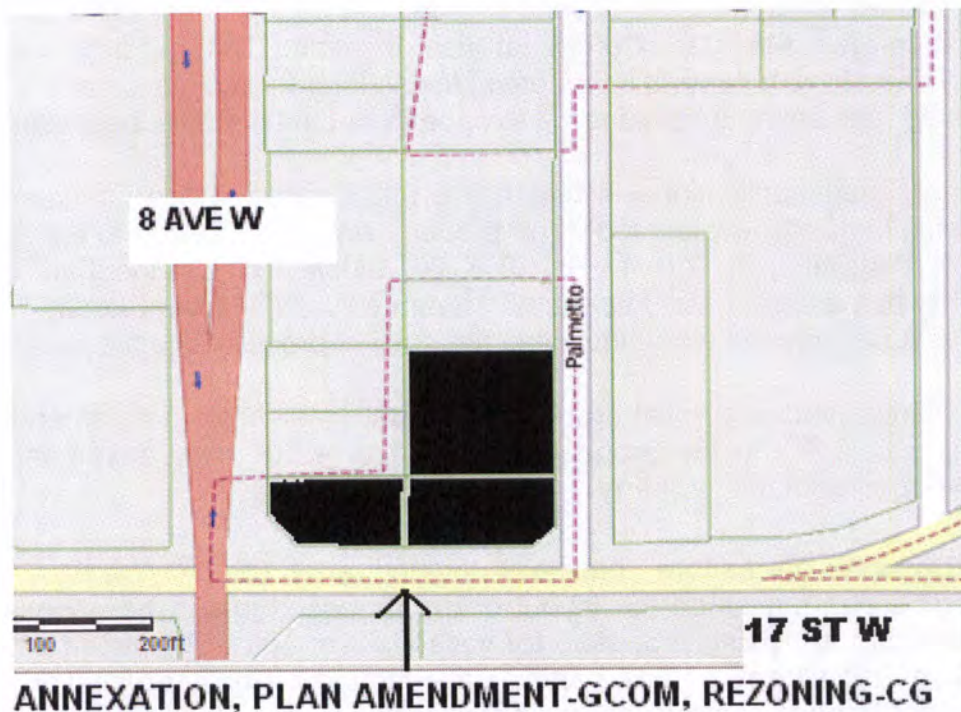 8 AVE W
Palmetto
100 200ft
17 ST W
ANNEXATION, PLAN AMENDMENT-GCOM, REZONING-CG